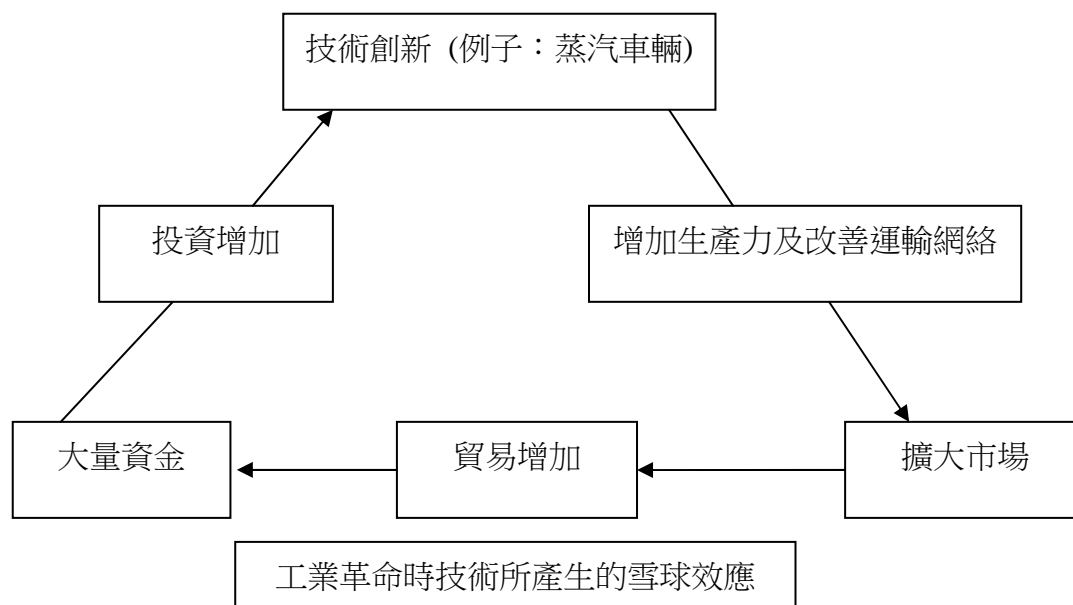 技術創新 (例子：蒸汽車輛)
投資增加
增加生產力及改善運輸網絡
大量資金
貿易增加
擴大市場
工業革命時技術所產生的雪球效應